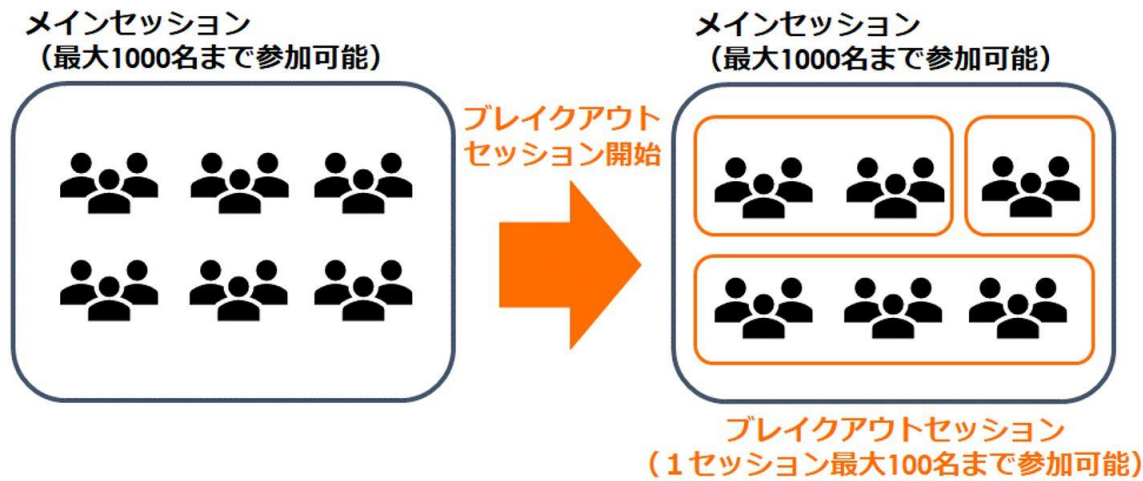 メインセッション
（最大1000名まで参加可能）
ブレイクアウト
セッション開始
メインセッション
（最大1000名まで参加可能）
ブレイクアウトセッション
（１セッション最大100名まで参加可能）